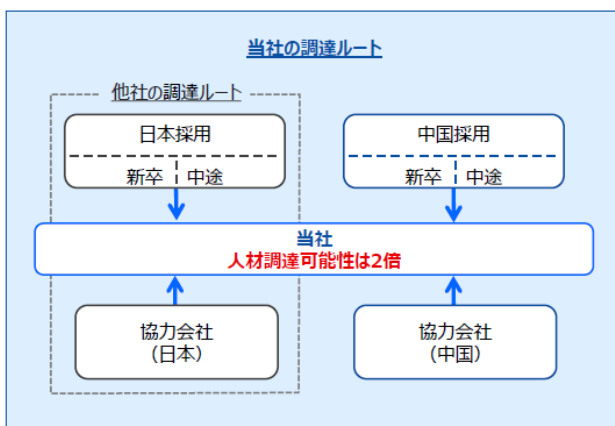 当社の調達ルート
他社の調達ルート
日本採用
新卒 中途
中国採用
新卒 中途
当社
人材調達可能性は2倍
協力会社
（日本）
協力会社
（中国）